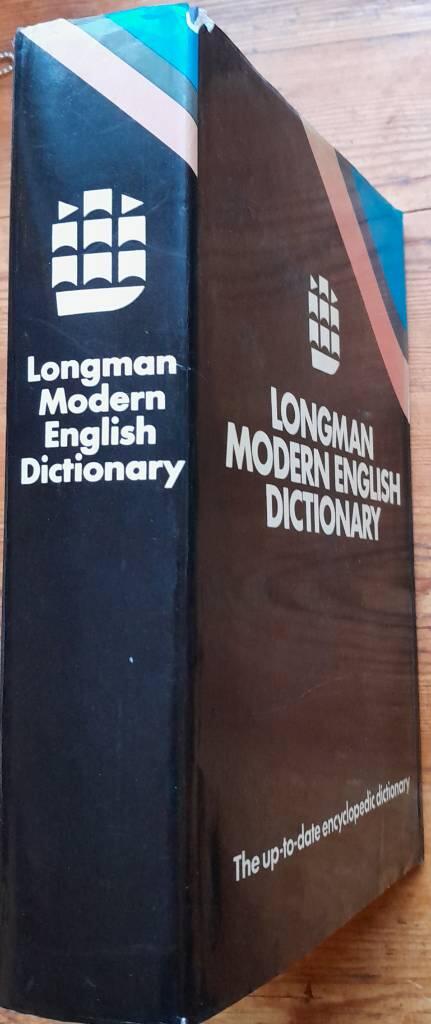 Longman
Modern
English
Dictionary
LONGMAN
MODERN ENGLISH
DICTIONARY
The up-to-date encyclopedic dictionary